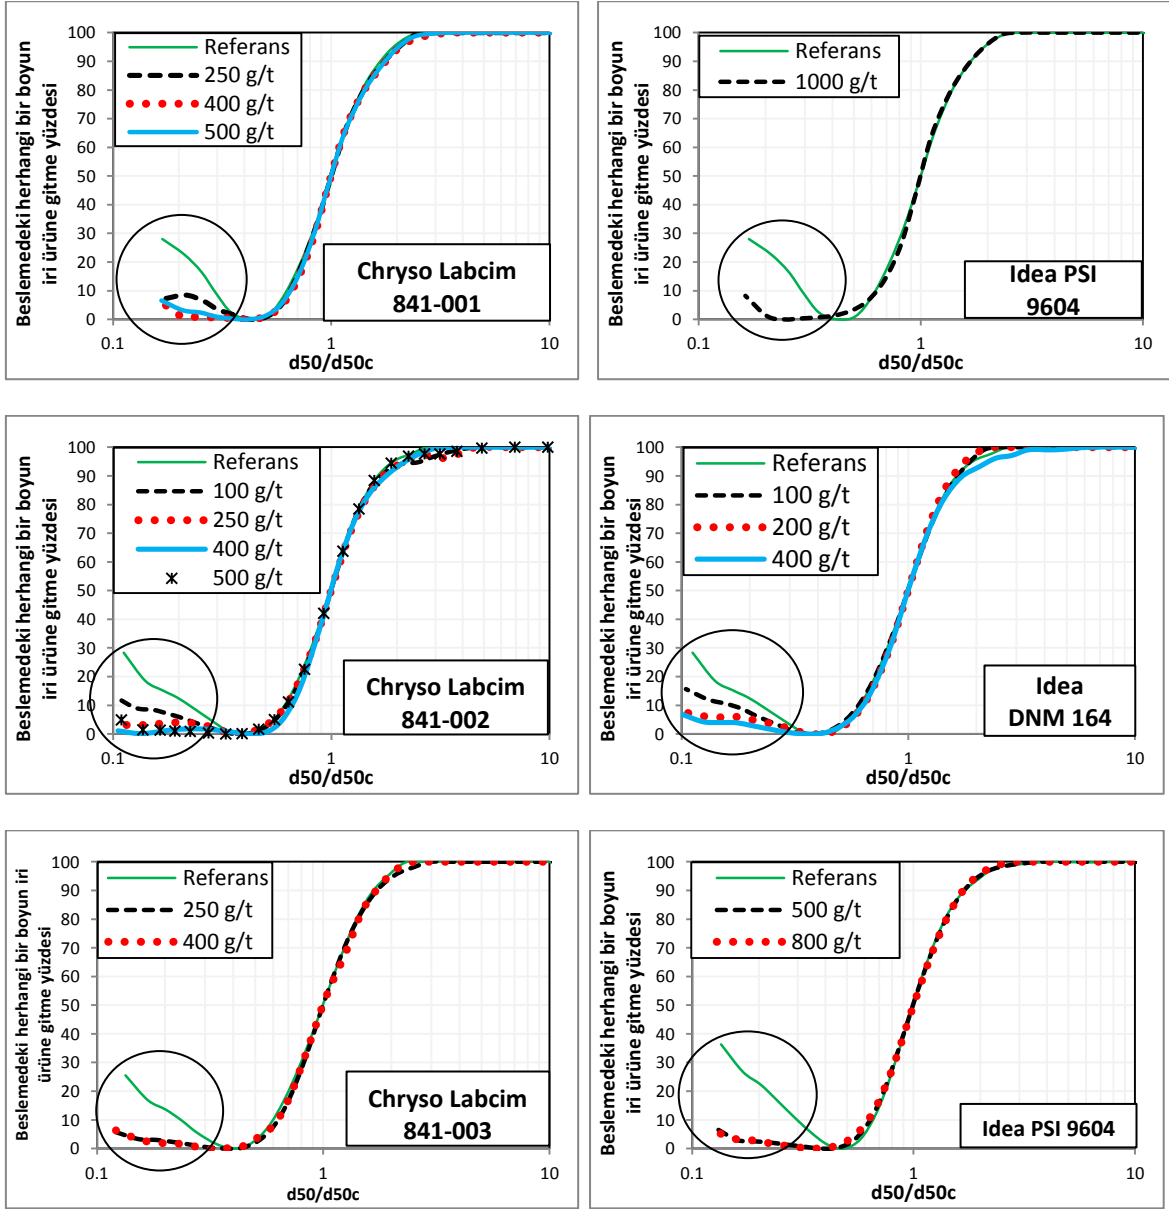 Beslemedeki herhangi bir boyun
iri ürüne gitme yüzdesi
100
90
80
70
60
50
40
30
20
10
0
Referans
250 g/t
400 g/t
500 g/t
Chryso Labcim
841-001
0.1
1
10
d50/d50c
Beslemedeki herhangi bir boyun
iri ürüne gitme yüzdesi
100
90
80
70
60
50
40
30
20
10
0
Referans
1000 g/t
Idea PSI
9604
0.1
1
10
d50/d50c
Beslemedeki herhangi bir boyun
iri ürüne gitme yüzdesi
100
90
80
70
60
50
40
30
20
10
0
Referans
100 g/t
250 g/t
400 g/t
500 g/t
Chryso Labcim
841-002
0.1
1
10
d50/d50c
Beslemedeki herhangi bir boyun
iri ürüne gitme yüzdesi
100
90
80
70
60
50
40
30
20
10
0
Referans
100 g/t
200 g/t
400 g/t
Idea
DNM 164
0.1
1
10
d50/d50c
Beslemedeki herhangi bir boyun iri
ürüne gitme yüzdesi
100
90
80
70
60
50
40
30
20
10
0
Referans
250 g/t
400 g/t
Chryso Labcim
841-003
0.1
1
10
d50/d50c
Beslemedeki herhangi bir boyun
iri ürüne gitme yüzdesi
100
90
80
70
60
50
40
30
20
10
0
Referans
500 g/t
800 g/t
Idea PSI 9604
0.1
1
10
d50/d50c